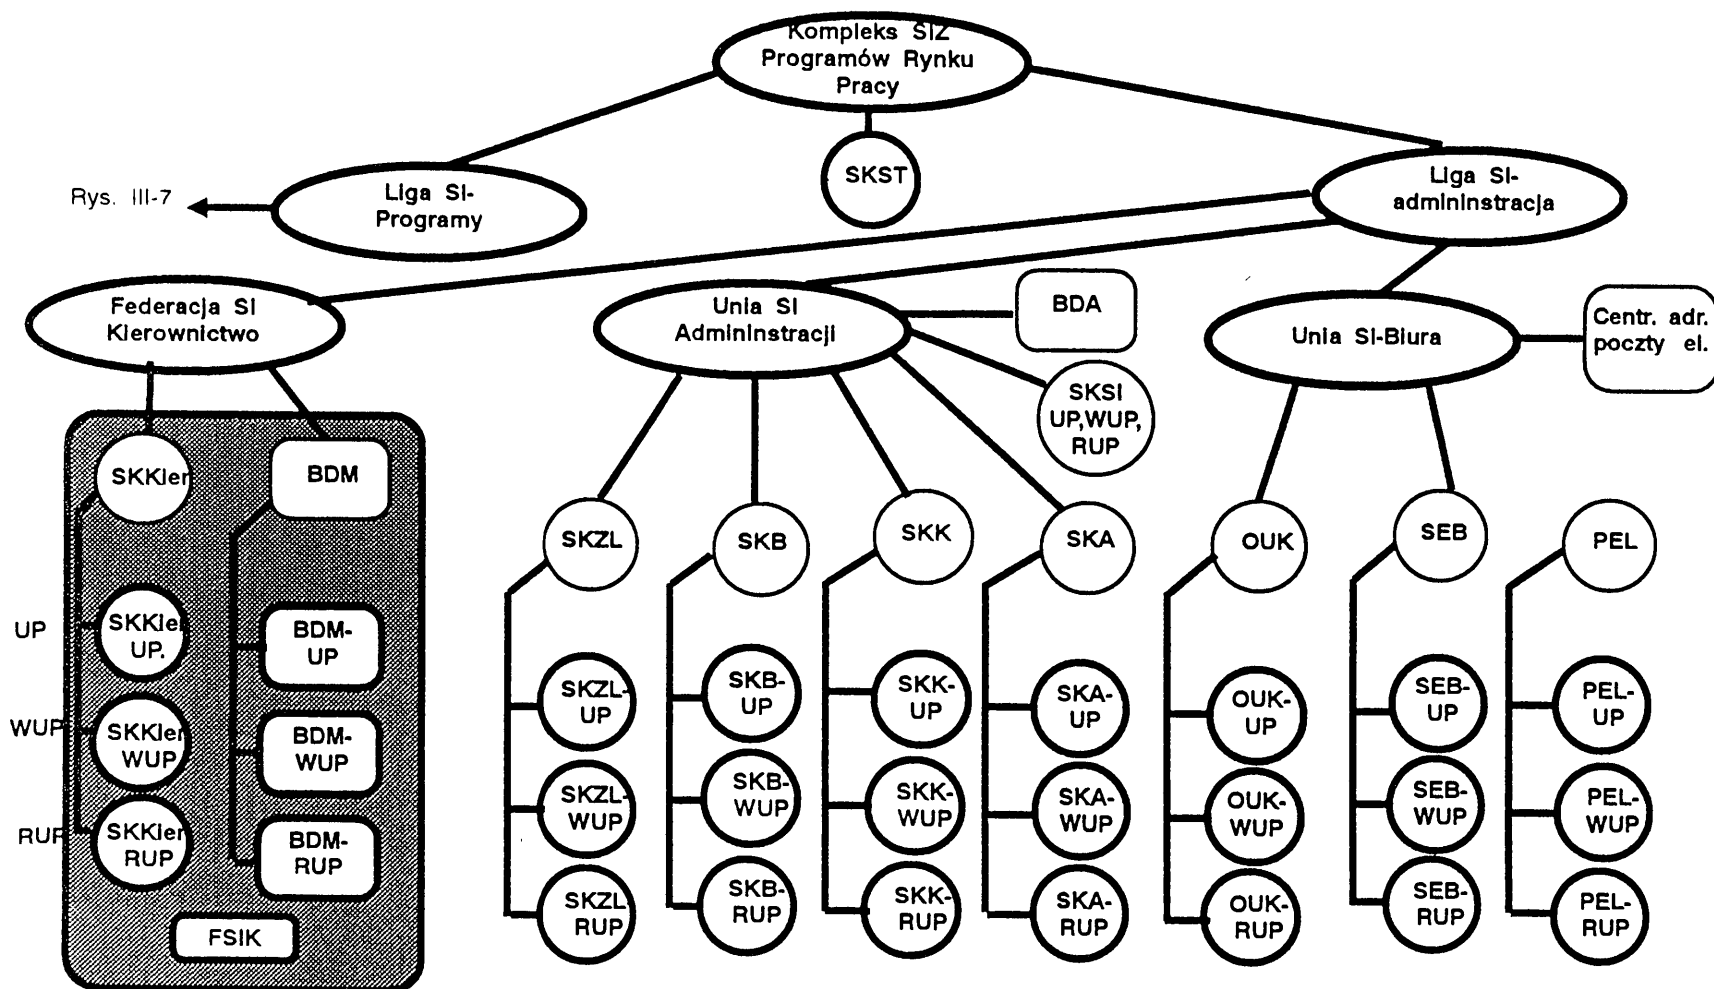 Kompleks SIZ
Programów Rynku
Pracy
SKST
Rys. III-7
Liga SI-
Programy
Liga SI-
admininstracja
Federacja SI
Kierownictwo
Unia SI
Admininstracji
BDA
SKSI
UP,WUP,
RUP
Unia SI-Biura
Centr. adr.
poczty el.
SKKier
BDM
SKZL
SKB
SKK
SKA
OUK
SEB
PEL
UP
SKKier
UP.
BDM-
UP
SKZL-
UP
SKB-
UP
SKK-
UP
SKA-
UP
OUK-
UP
SEB-
UP
PEL-
UP
WUP
SKKier
WUP
BDM-
WUP
SKZL-
WUP
SKB-
WUP
SKK-
WUP
SKA-
WUP
OUK-
WUP
SEB-
WUP
PEL-
WUP
RUP
SKKier
RUP
BDM-
RUP
SKZL-
RUP
SKB-
RUP
SKK-
RUP
SKA-
RUP
OUK-
RUP
SEB-
RUP
PEL-
RUP
FSIK